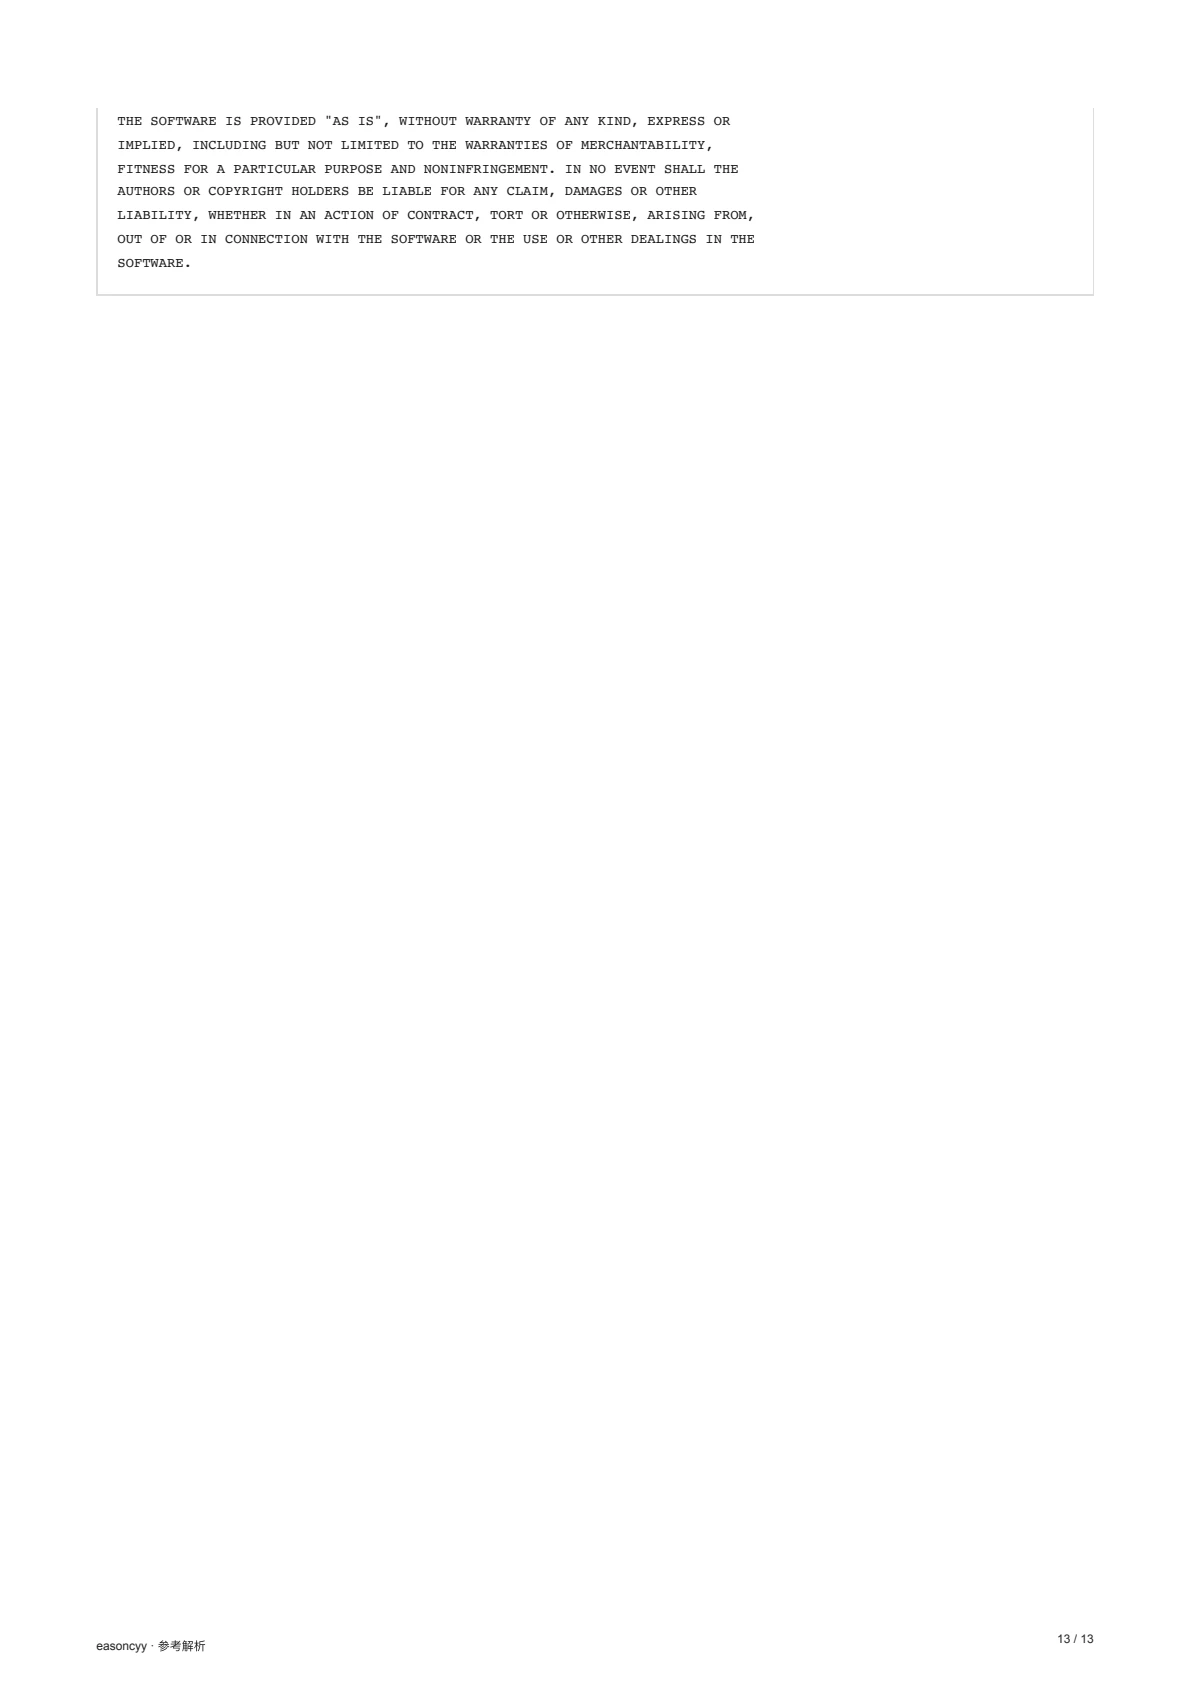 THE SOFTWARE IS PROVIDED "AS IS", WITHOUT WARRANTY OF ANY KIND, EXPRESS OR
IMPLIED, INCLUDING BUT NOT LIMITED TO THE WARRANTIES OF MERCHANTABILITY,
FITNESS FOR A PARTICULAR PURPOSE AND NONINFRINGEMENT. IN NO EVENT SHALL THE
AUTHORS OR COPYRIGHT HOLDERS BE LIABLE FOR ANY CLAIM, DAMAGES OR OTHER
LIABILITY, WHETHER IN AN ACTION OF CONTRACT, TORT OR OTHERWISE, ARISING FROM,
OUT OF OR IN CONNECTION WITH THE SOFTWARE OR THE USE OR OTHER DEALINGS IN THE
SOFTWARE.
easoncyy · 参考解析
13 / 13